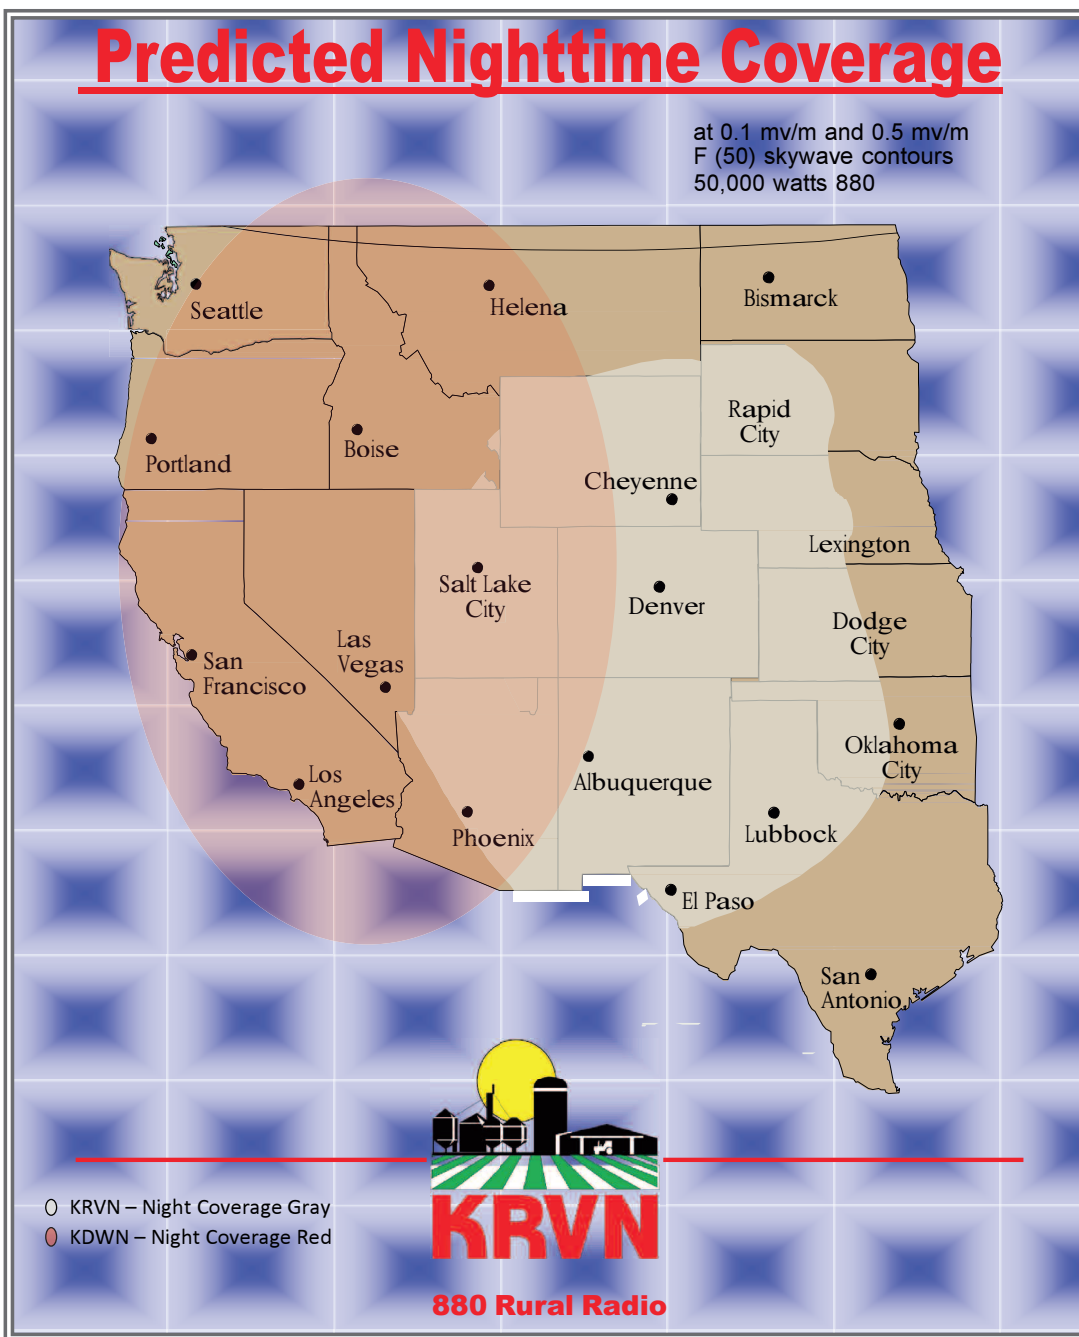 Predicted Nighttime Coverage
at 0.1 mv/m and 0.5 mv/m
F (50) skywave contours
50,000 watts 880
Seattle
Helena
Bismarck
Portland
Boise
Rapid
City
Cheyenne
Lexington
Salt Lake
City
Denver
Dodge
City
Las
Vegas
San
Francisco
Los
Angeles
Phoenix
Albuquerque
Oklahoma
City
Lubbock
El Paso
San
Antonio
KRVN – Night Coverage Gray
KDWN – Night Coverage Red
KRVN
880 Rural Radio